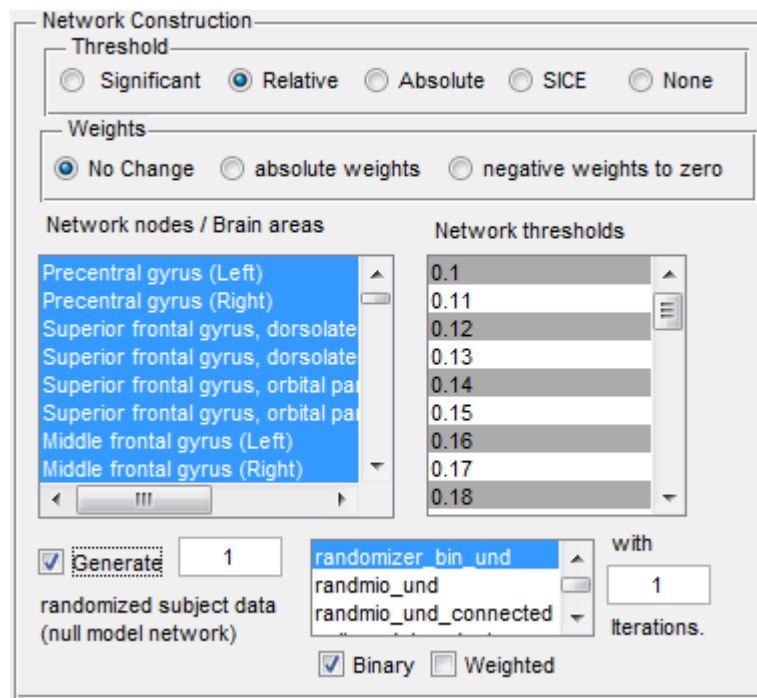 Network Construction
Threshold
Significant Relative Absolute SICE None
Weights
No Change absolute weights negative weights to zero
Network nodes / Brain areas
Precentral gyrus (Left)
Precentral gyrus (Right)
Superior frontal gyrus, dorsolate
Superior frontal gyrus, dorsolate
Superior frontal gyrus, orbital pa
Superior frontal gyrus, orbital pa
Middle frontal gyrus (Left)
Middle frontal gyrus (Right)
Network thresholds
0.1
0.11
0.12
0.13
0.14
0.15
0.16
0.17
0.18
Generate 1
randomized subject data
(null model network)
randomizer_bin_und
randmio_und
randmio_und_connected
with
1
Iterations.
Binary Weighted